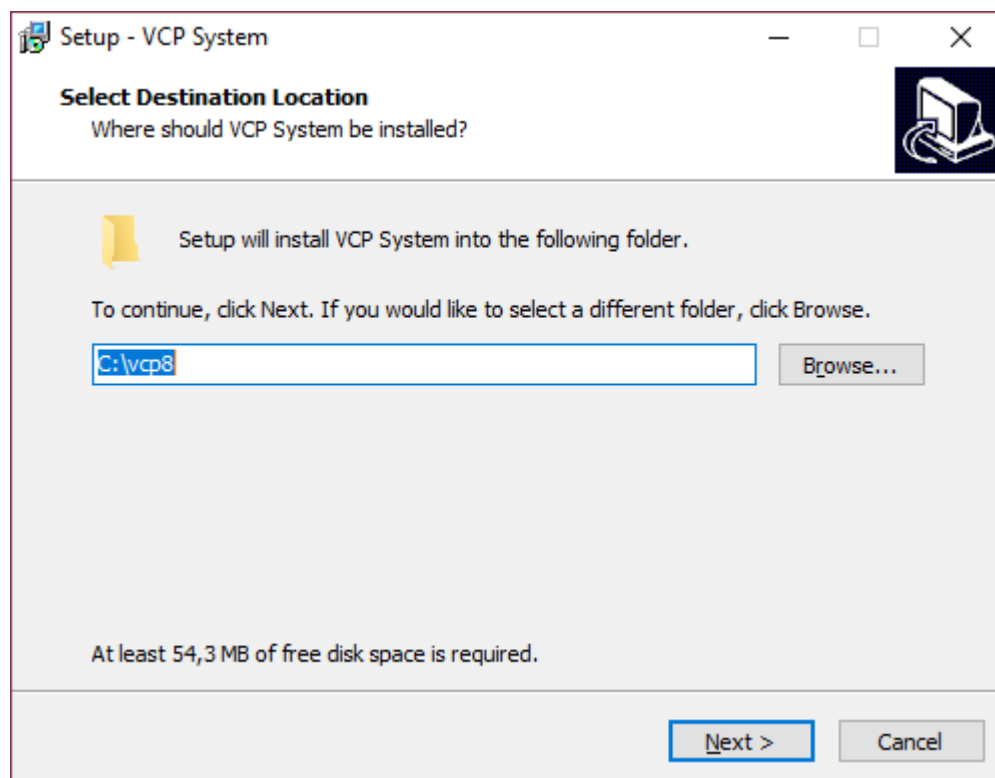 Setup - VCP System
Select Destination Location
Where should VCP System be installed?
Setup will install VCP System into the following folder.
To continue, click Next. If you would like to select a different folder, click Browse.
C:\vcp8
Browse...
At least 54,3 MB of free disk space is required.
Next >
Cancel